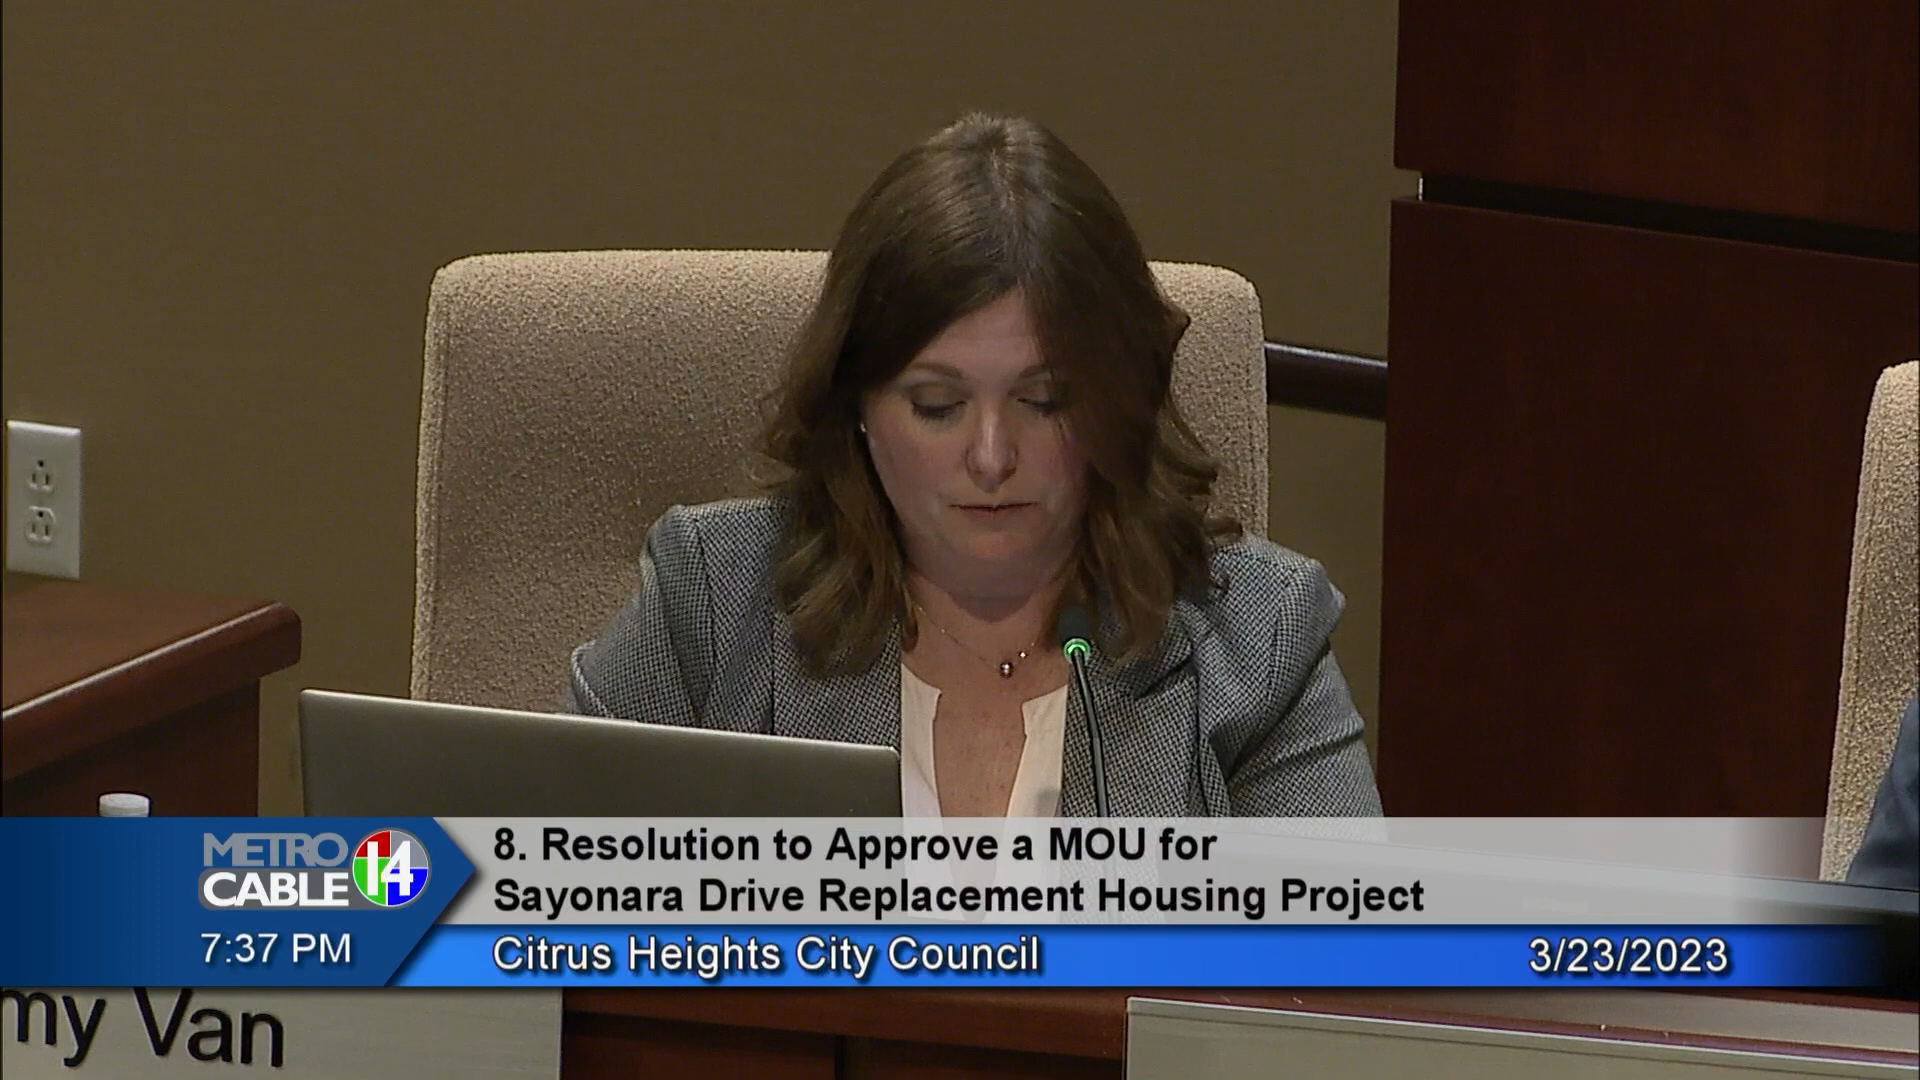 8. Resolution to Approve a MOU for
Sayonara Drive Replacement Housing Project
METRO
CABLE 14
7:37 PM
Citrus Heights City Council
3/23/2023
my Van